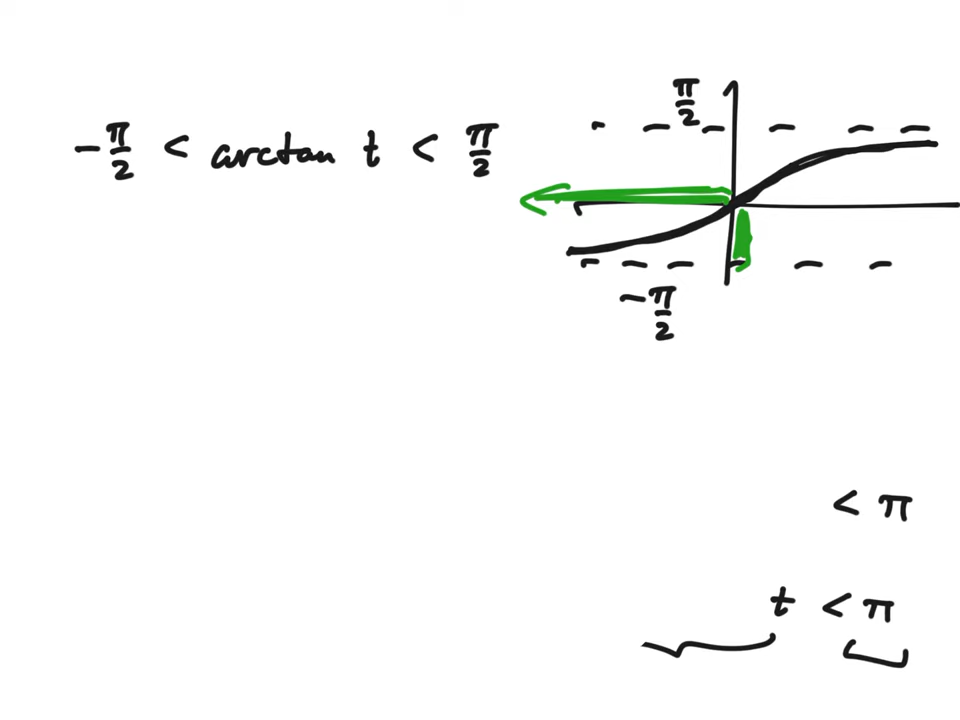 π/2
-π/2 < arctan t < π/2
-π/2
< π
t < π